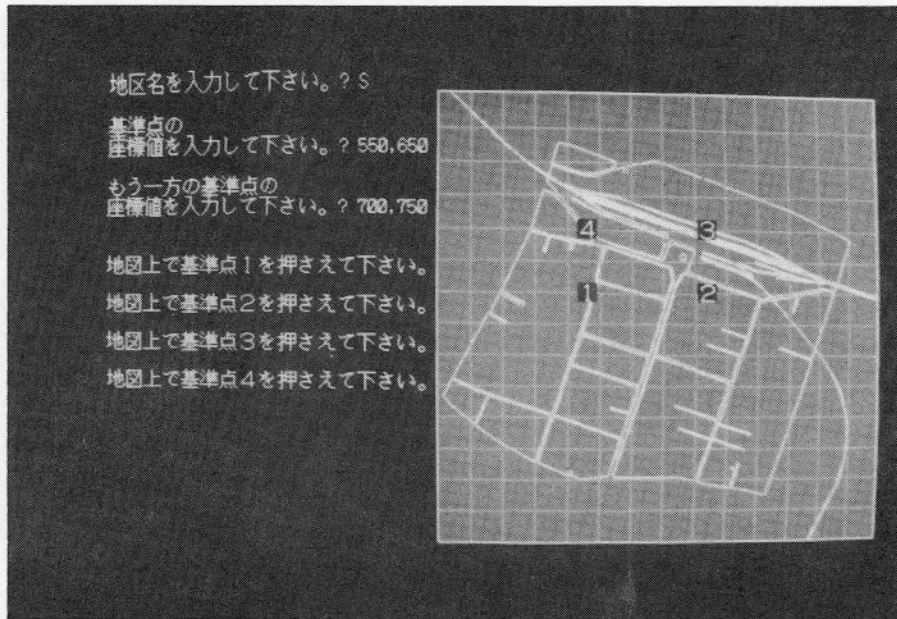 地区名を入力して下さい。? S
基準点の
座標値を入力して下さい。? 550,650
もう一方の基準点の
座標値を入力して下さい。? 700,750
地図上で基準点1を押さえて下さい。
地図上で基準点2を押さえて下さい。
地図上で基準点3を押さえて下さい。
地図上で基準点4を押さえて下さい。
4 3
1 2